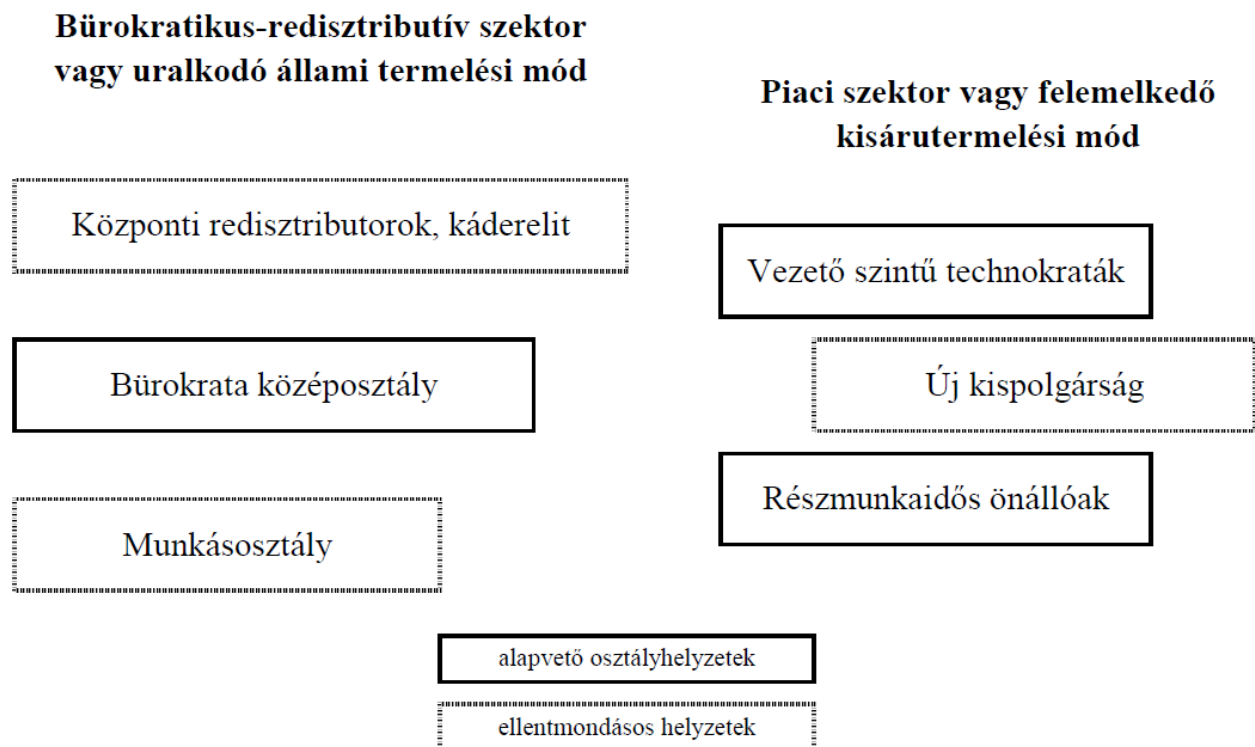 Bürokratikus-redisztributív szektor
vagy uralkodó állami termelési mód
Piaci szektor vagy felemelkedő
kisárutermelési mód
Központi redisztributorok, káderelit
Vezető szintű technokraták
Bürokrata középosztály
Új kispolgárság
Részmunkaidős önállóak
Munkásosztály
alapvető osztályhelyzetek
ellentmondásos helyzetek